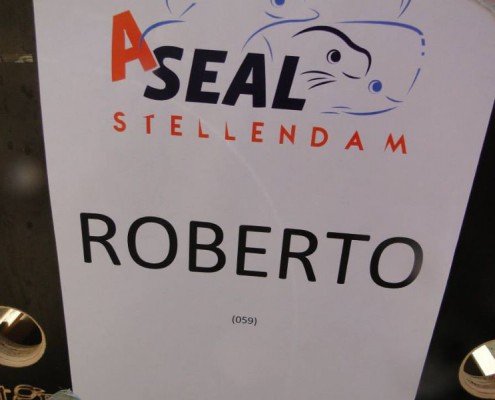 A SEAL
STELLENDAM
ROBERTO
(059)